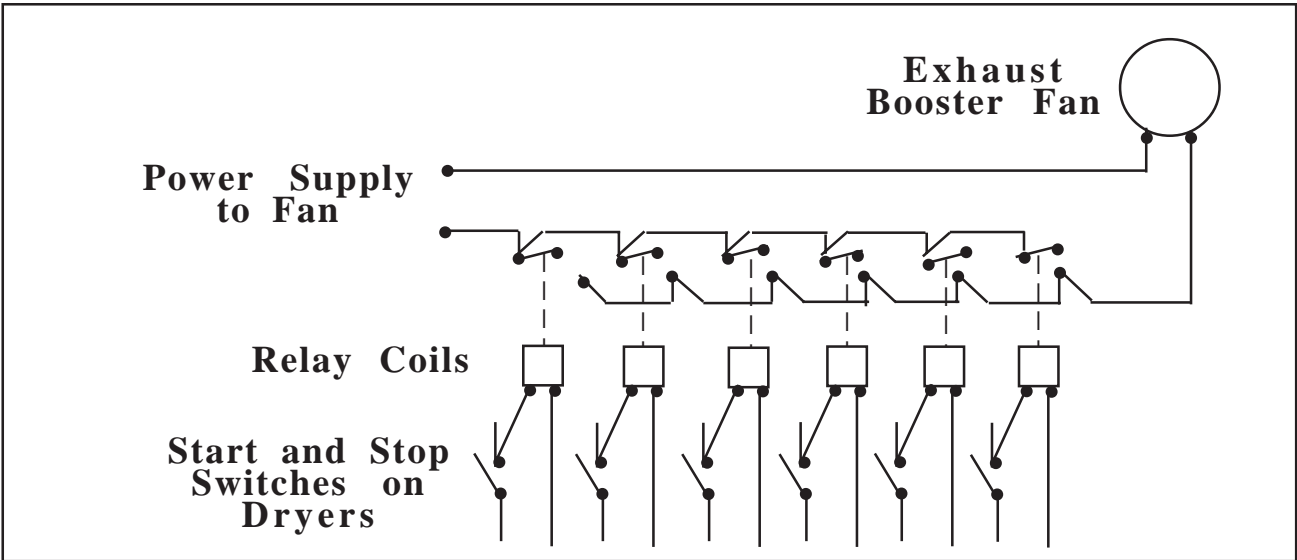 Exhaust
Booster Fan
Power Supply
to Fan
Relay Coils
Start and Stop
Switches on
Dryers